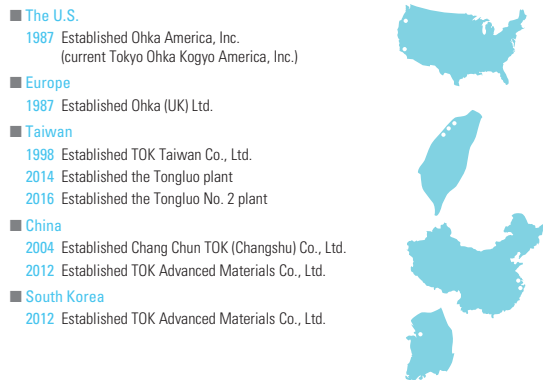 The U.S.
1987 Established Ohka America, Inc.
(current Tokyo Ohka Kogyo America, Inc.)
Europe
1987 Established Ohka (UK) Ltd.
Taiwan
1998 Established TOK Taiwan Co., Ltd.
2014 Established the Tongluo plant
2016 Established the Tongluo No. 2 plant
China
2004 Established Chang Chun TOK (Changshu) Co., Ltd.
2012 Established TOK Advanced Materials Co., Ltd.
South Korea
2012 Established TOK Advanced Materials Co., Ltd.